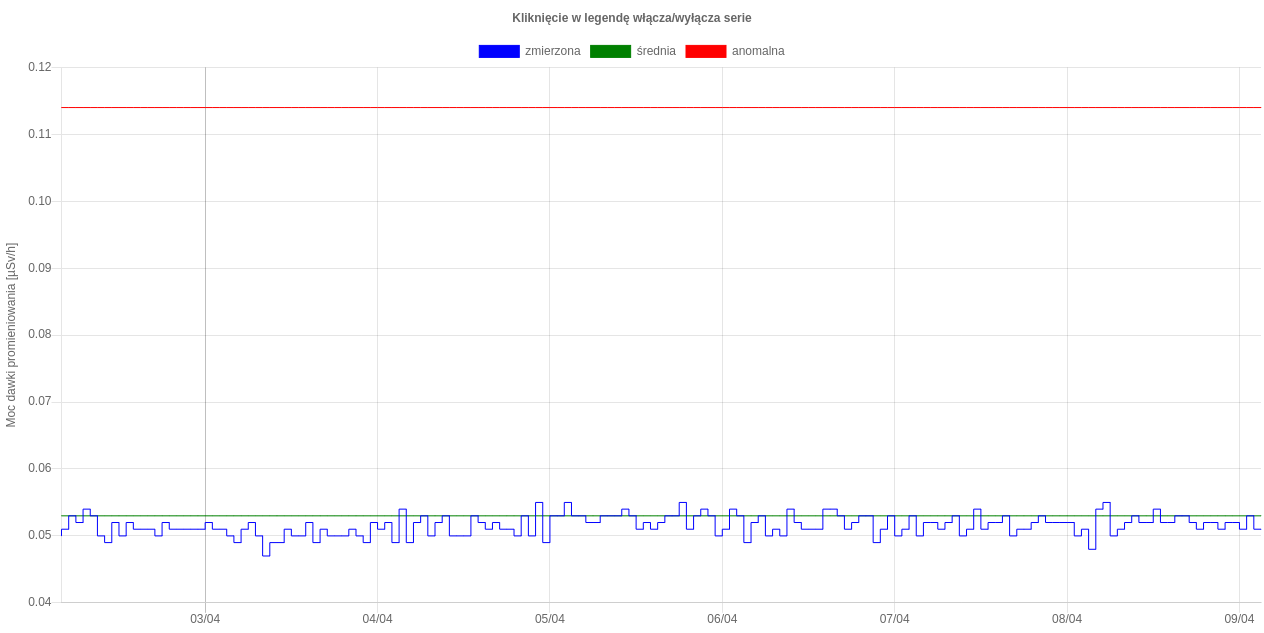 Kliknięcie w legendę włącza/wyłącza serie
zmierzona średnia anomalna
Moc dawki promieniowania [µSv/h]
0.12
0.11
0.10
0.09
0.08
0.07
0.06
0.05
0.04
03/04 04/04 05/04 06/04 07/04 08/04 09/04